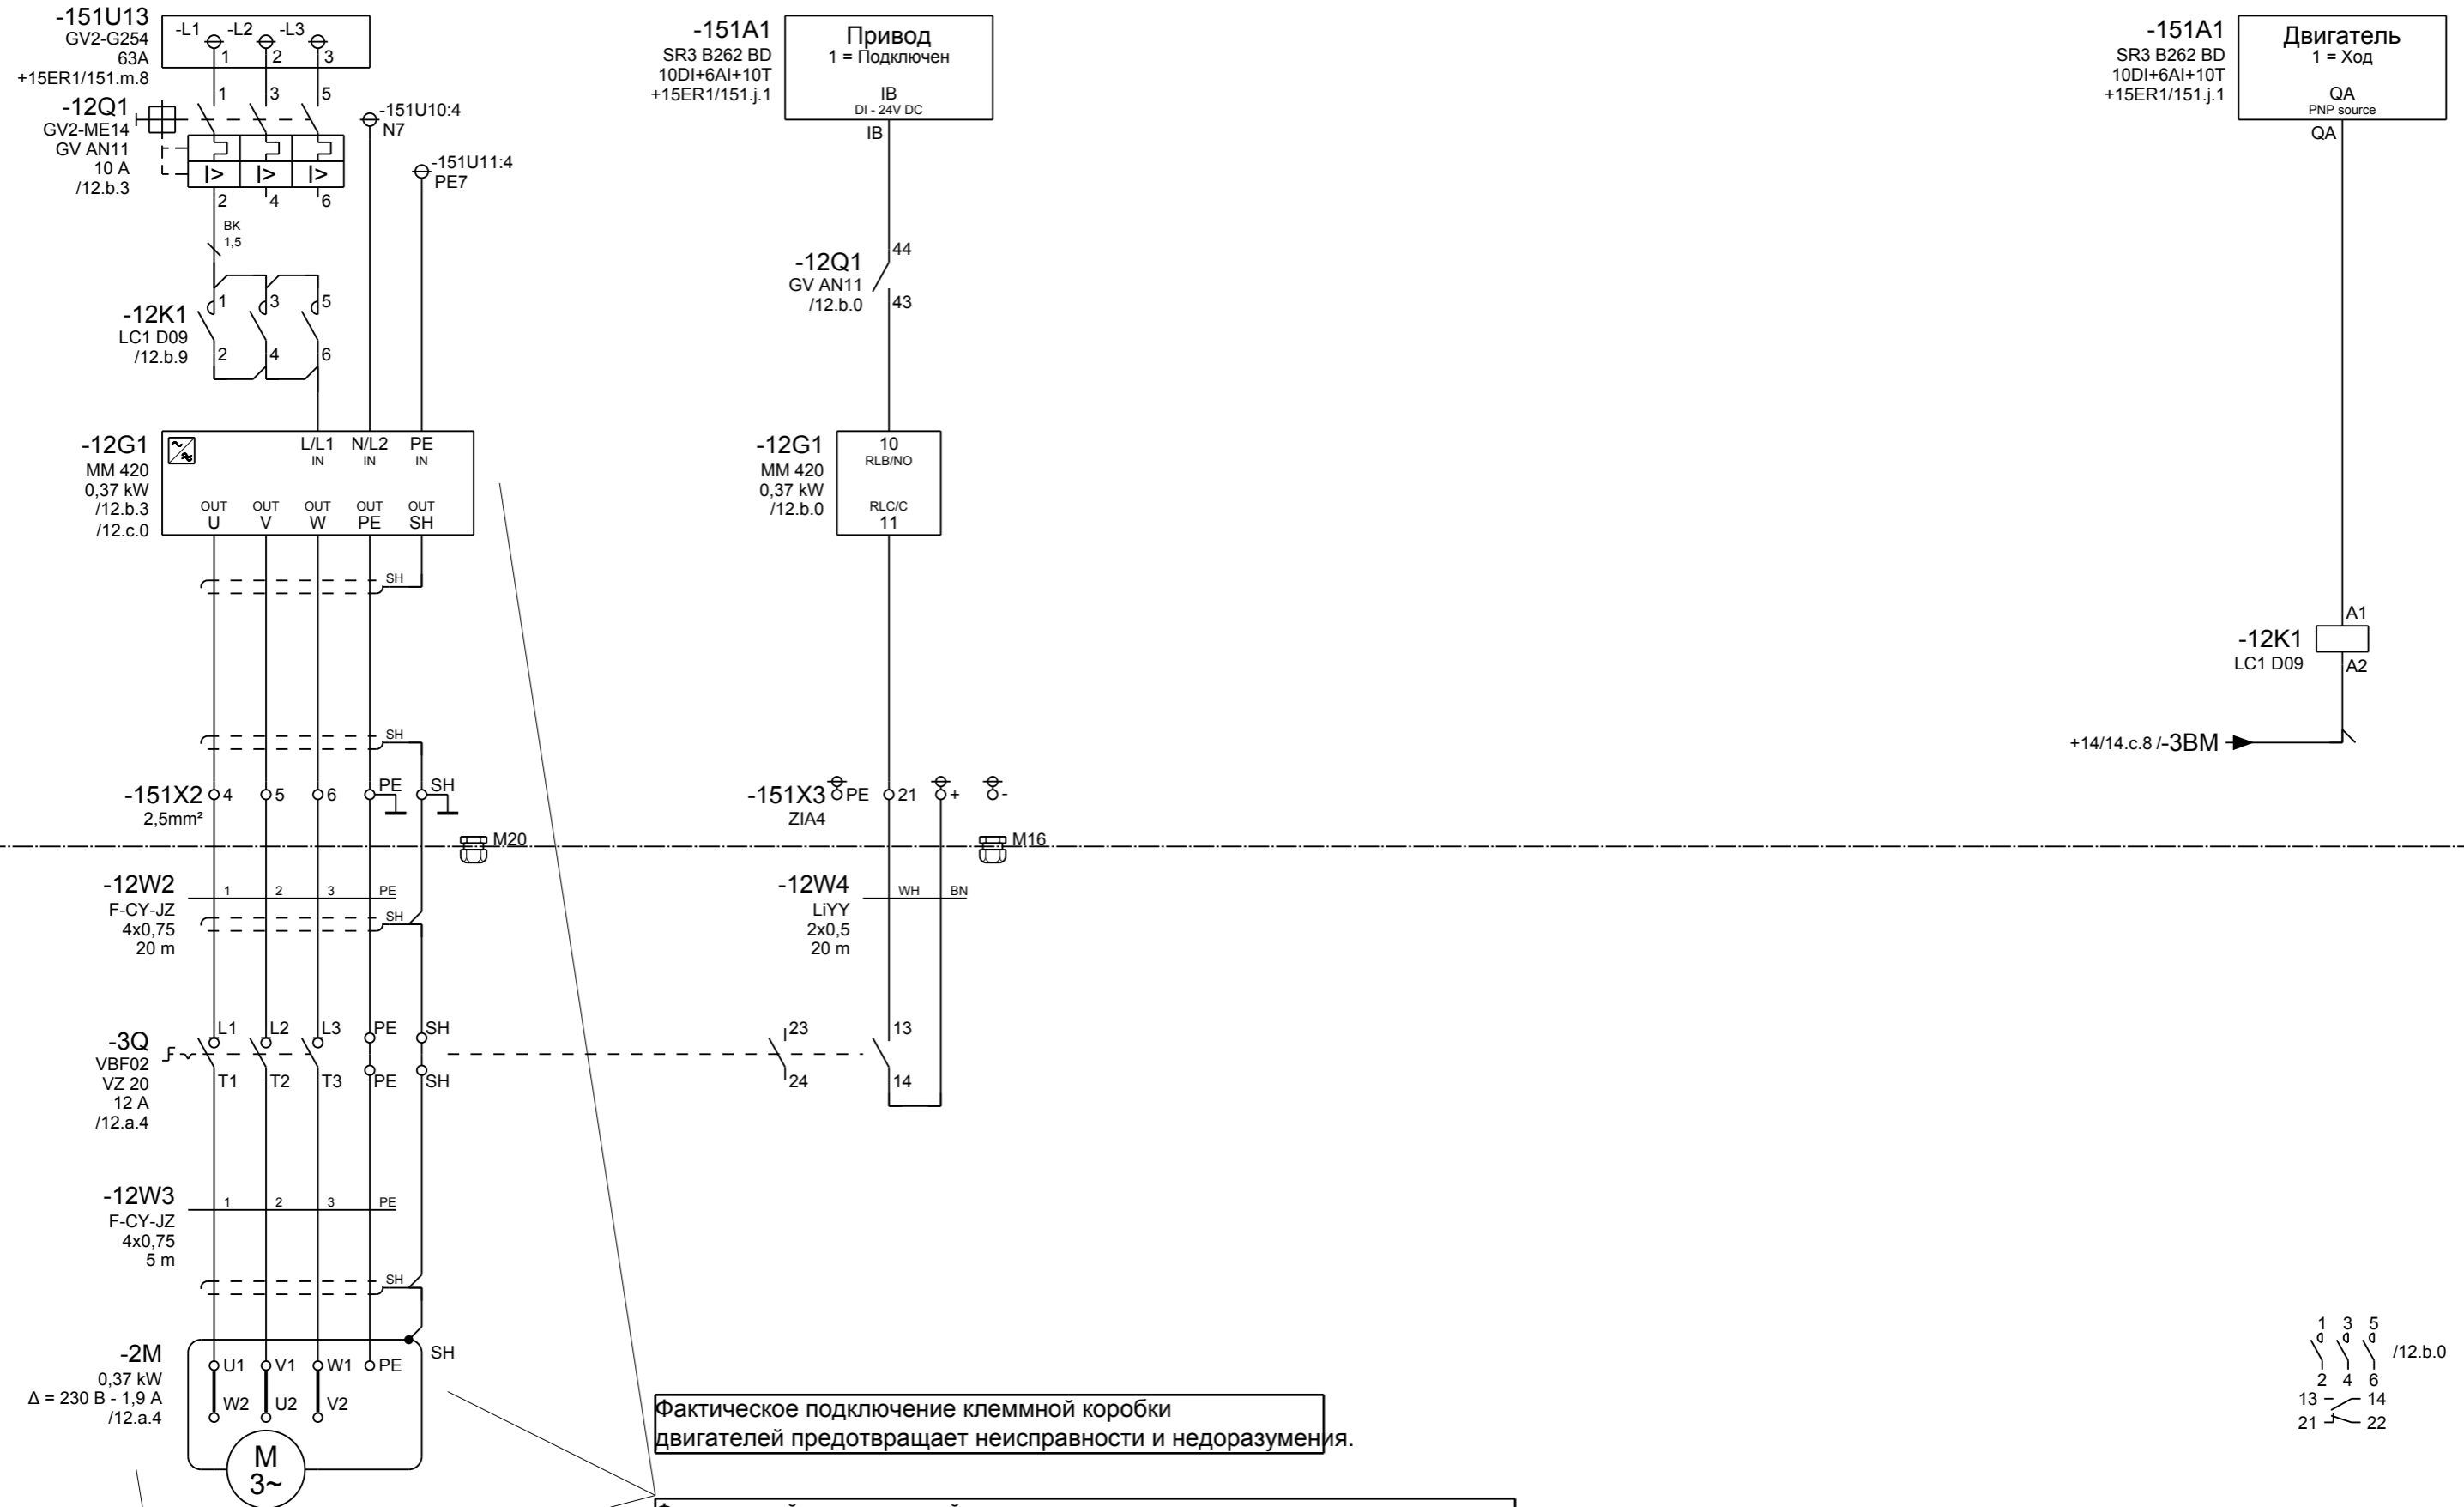 -151U13
GV2-G254
63A
+15ER1/151.m.8
-L1 -L2 -L3
1 2 3
-12Q1
GV2-ME14
GV AN11
10 A
/12.b.3
1 3 5
I> I> I>
2 4 6
-151U10:4
N7
-151U11:4
PE7
BK
1,5
-12K1
LC1 D09
/12.b.9
1 3 5
2 4 6
-12G1
MM 420
0,37 kW
/12.b.3
/12.c.0
L/L1 N/L2 PE
IN IN IN
OUT OUT OUT OUT OUT
U V W PE SH
SH
SH
-151X2
2,5mm²
4 5 6 PE SH
M20
-12W2
F-CY-JZ
4x0,75
20 m
1 2 3 PE
SH
-3Q
VBF02
VZ 20
12 A
/12.a.4
L1 L2 L3 PE SH
T1 T2 T3 PE SH
-12W3
F-CY-JZ
4x0,75
5 m
1 2 3 PE
SH
-2M
0,37 kW
Δ = 230 В - 1,9 A
/12.a.4
U1 V1 W1 PE
SH
W2 U2 V2
M
3~
-151A1
SR3 B262 BD
10DI+6AI+10T
+15ER1/151.j.1
Привод
1 = Подключен
IB
DI - 24V DC
IB
-12Q1
GV AN11
/12.b.0
44
43
-12G1
MM 420
0,37 kW
/12.b.0
10
RLB/NO
RLC/C
11
-151X3
ZIA4
PE 21 + -
M16
-12W4
LiYY
2x0,5
20 m
WH BN
23 13
24 14
Фактическое подключение клеммной коробки
двигателей предотвращает неисправности и недоразумения.
-151A1
SR3 B262 BD
10DI+6AI+10T
+15ER1/151.j.1
Двигатель
1 = Ход
QA
PNP source
QA
-12K1
LC1 D09
A1
A2
+14/14.c.8 /-3BM
1 3 5
/12.b.0
2 4 6
13 14
21 22